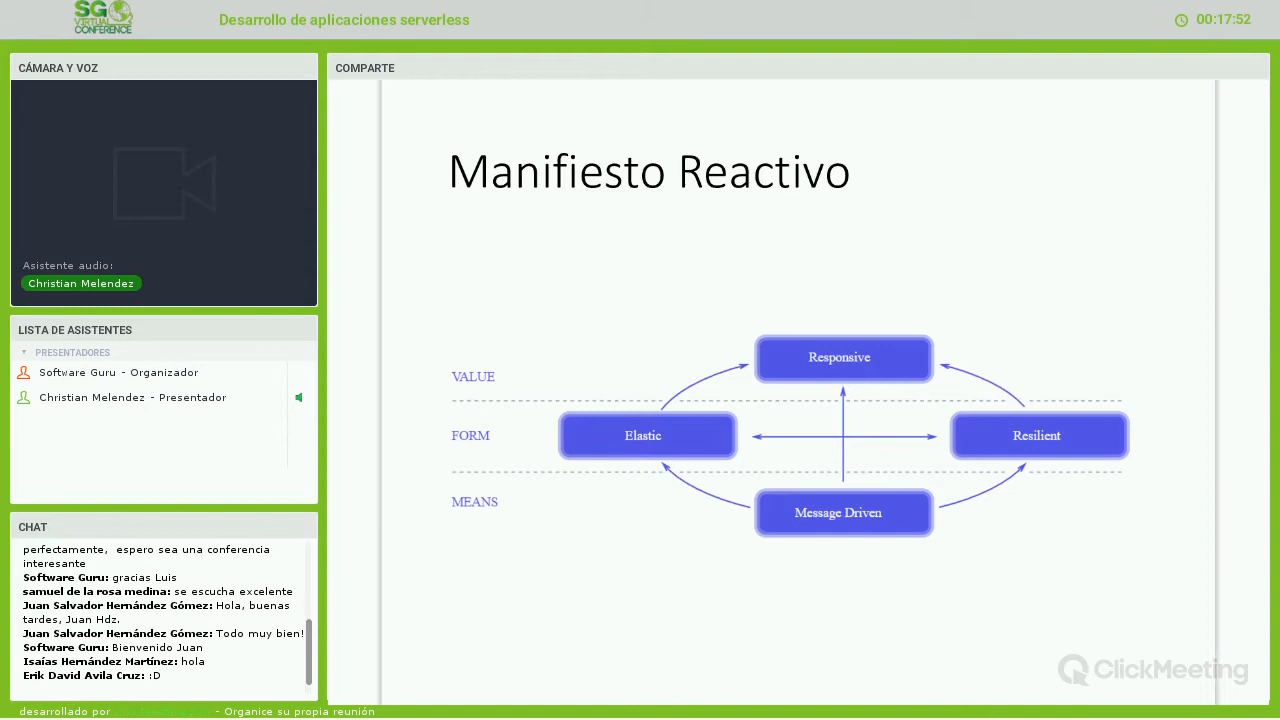 SG
VIRTUAL
CONFERENCE
Desarrollo de aplicaciones serverless
00:17:52
CÁMARA Y VOZ
Asistente audio:
Christian Melendez
LISTA DE ASISTENTES
PRESENTADORES
Software Guru - Organizador
Christian Melendez - Presentador
CHAT
perfectamente, espero sea una conferencia
interesante
Software Guru: gracias Luis
samuel de la rosa medina: se escucha excelente
Juan Salvador Hernández Gómez: Hola, buenas
tardes, Juan Hdz.
Juan Salvador Hernández Gómez: Todo muy bien!
Software Guru: Bienvenido Juan
Isaías Hernández Martínez: hola
Erik David Avila Cruz: :D
desarrollado por - Organice su propia reunión
COMPARTE
Manifiesto Reactivo
Responsive
VALUE
FORM
Elastic
Resilient
MEANS
Message Driven
ClickMeeting